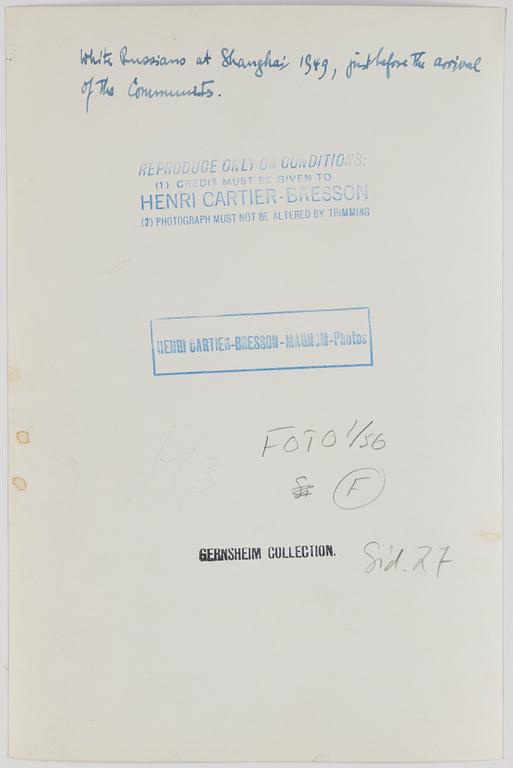 White Russians at Shanghai 1949, just before the arrival
of the Communists.
REPRODUCE ONLY ON CONDITIONS:
(1) CREDIT MUST BE GIVEN TO
HENRI CARTIER-BRESSON
(2) PHOTOGRAPH MUST NOT BE ALTERED BY TRIMMING
HENRI CARTIER-BRESSON-MAGNUM-Photos
FOTO 1/56
F
GERNSHEIM COLLECTION.
Sid. 27